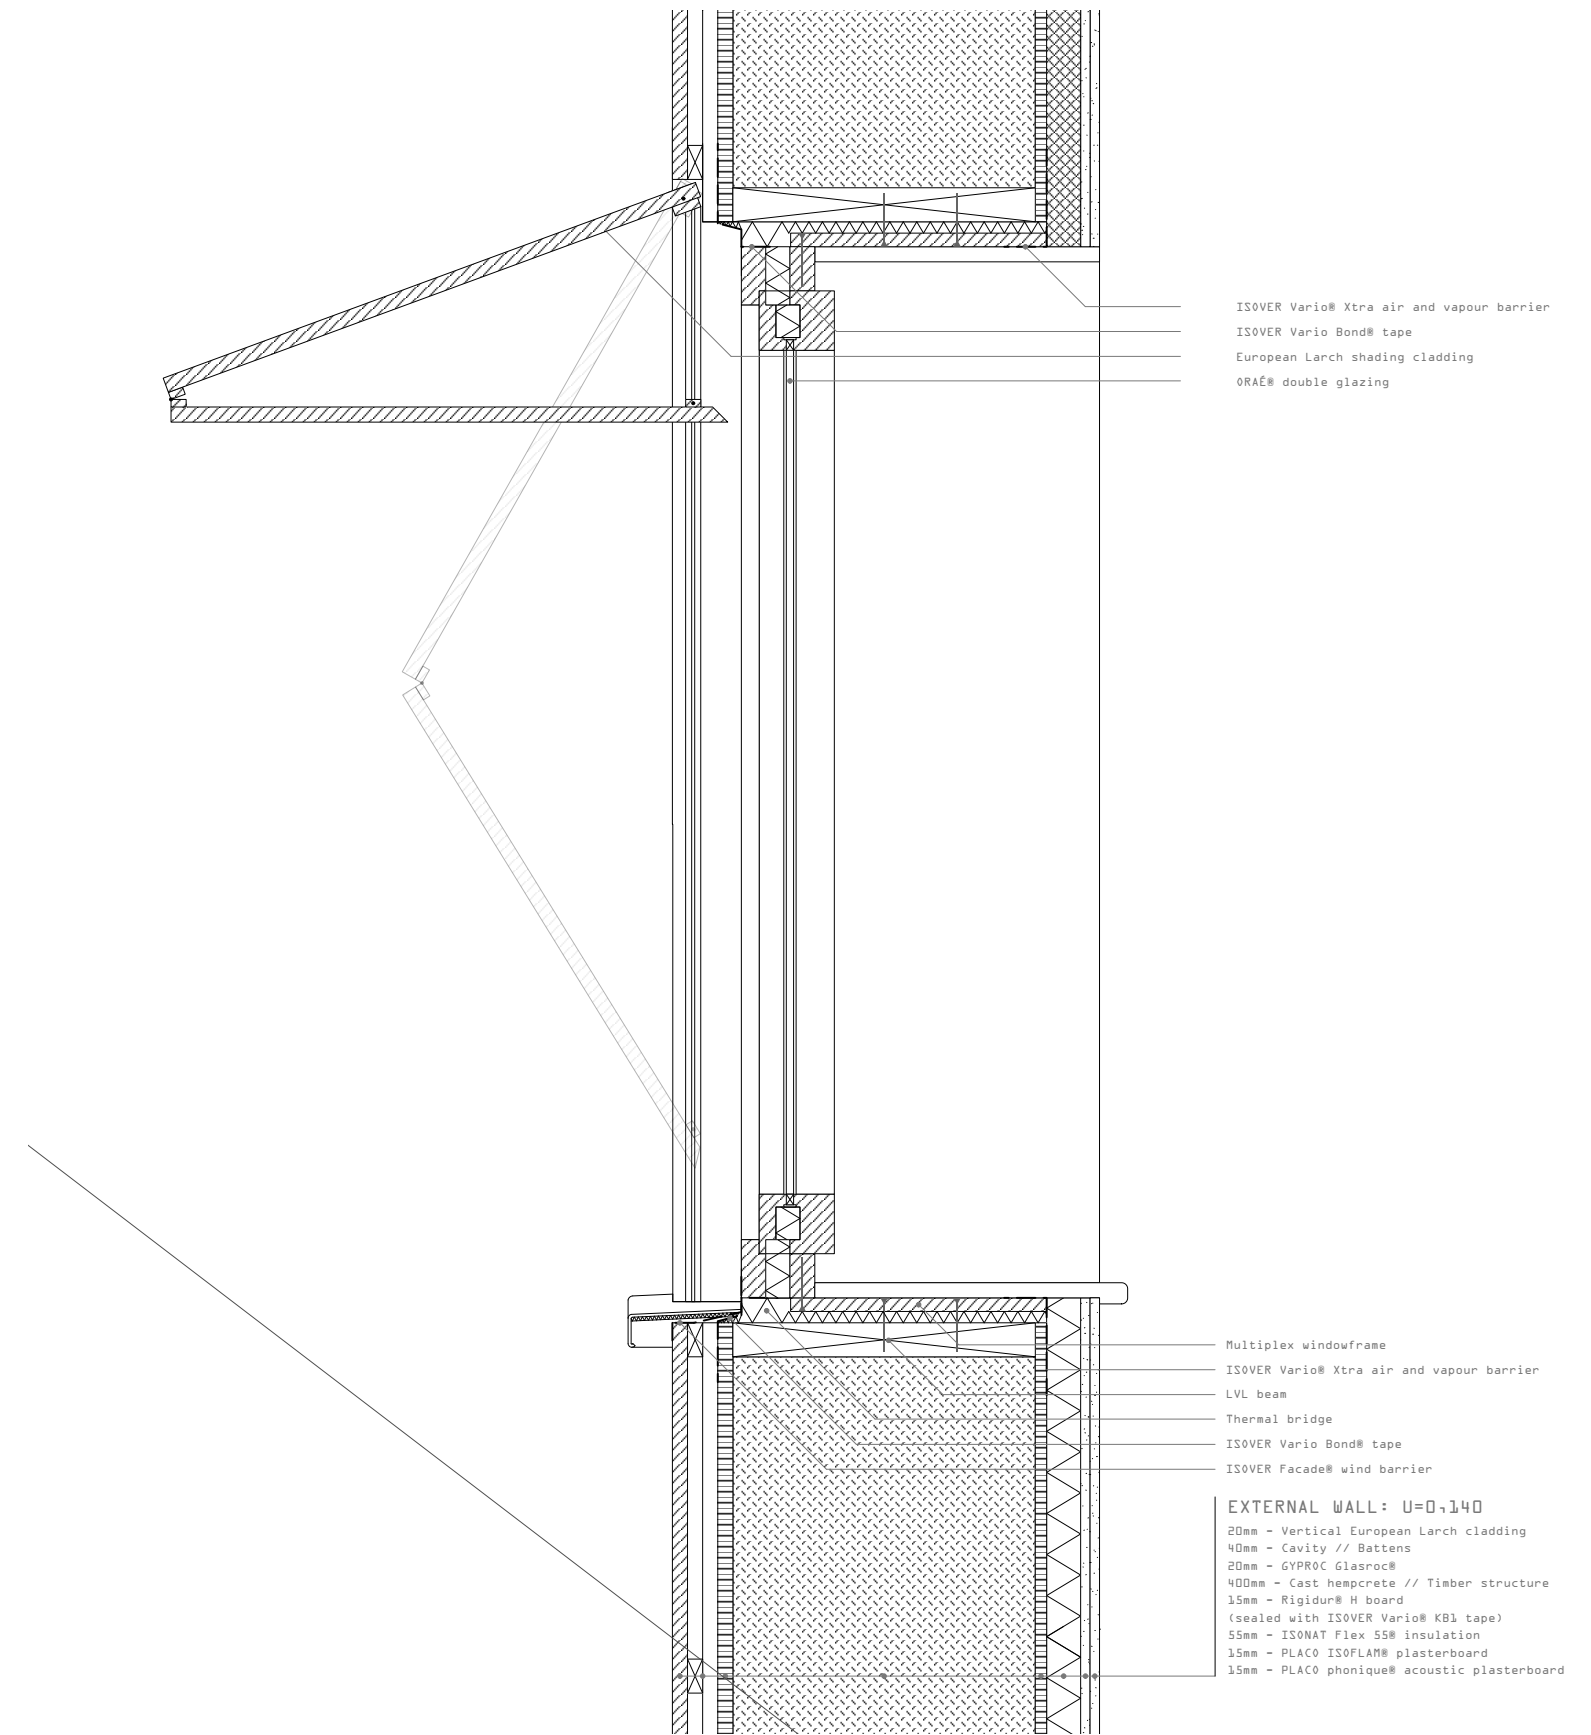 ISOVER Vario® Xtra air and vapour barrier
ISOVER Vario Bond® tape
European Larch shading cladding
ORAÉ® double glazing
Multiplex windowframe
ISOVER Vario® Xtra air and vapour barrier
LVL beam
Thermal bridge
ISOVER Vario Bond® tape
ISOVER Facade® wind barrier
EXTERNAL WALL: U=0,140
20mm - Vertical European Larch cladding
40mm - Cavity // Battens
20mm - GYPROC Glasroc®
400mm - Cast hempcrete // Timber structure
15mm - Rigidur® H board
(sealed with ISOVER Vario® KB1 tape)
55mm - ISONAT Flex 55® insulation
15mm - PLACO ISOFLAM® plasterboard
15mm - PLACO phonique® acoustic plasterboard